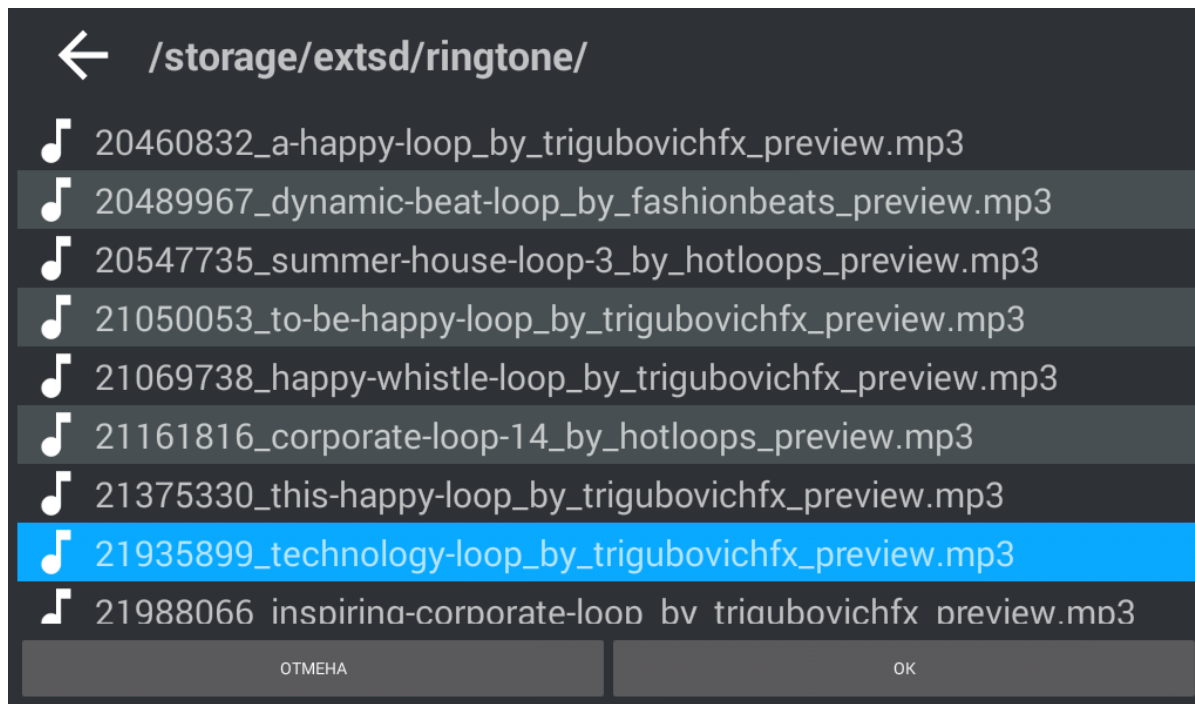 /storage/extsd/ringtone/
20460832_a-happy-loop_by_trigubovichfx_preview.mp3
20489967_dynamic-beat-loop_by_fashionbeats_preview.mp3
20547735_summer-house-loop-3_by_hotloops_preview.mp3
21050053_to-be-happy-loop_by_trigubovichfx_preview.mp3
21069738_happy-whistle-loop_by_trigubovichfx_preview.mp3
21161816_corporate-loop-14_by_hotloops_preview.mp3
21375330_this-happy-loop_by_trigubovichfx_preview.mp3
21935899_technology-loop_by_trigubovichfx_preview.mp3
21988066_inspiring-corporate-loop_by_trigubovichfx_preview.mp3
ОТМЕНА ОК